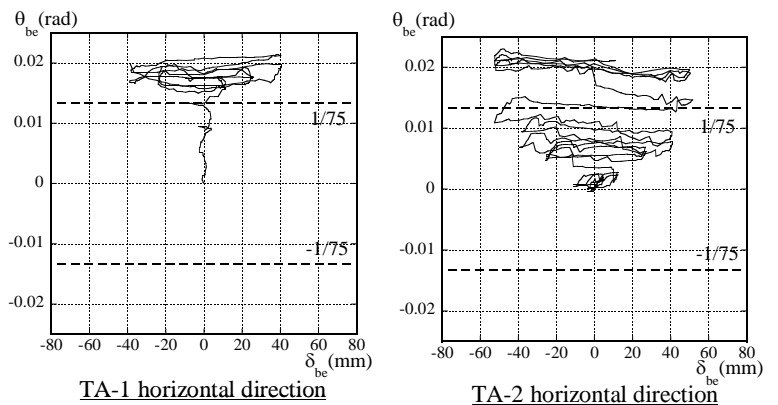 θbe(rad)
0.02
0.01
0
-0.01
-0.02
1/75
-1/75
-80 -60 -40 -20 0 20 40 60 80
δbe(mm)
TA-1 horizontal direction
θbe(rad)
0.02
0.01
0
-0.01
-0.02
1/75
-1/75
-80 -60 -40 -20 0 20 40 60 80
δbe(mm)
TA-2 horizontal direction